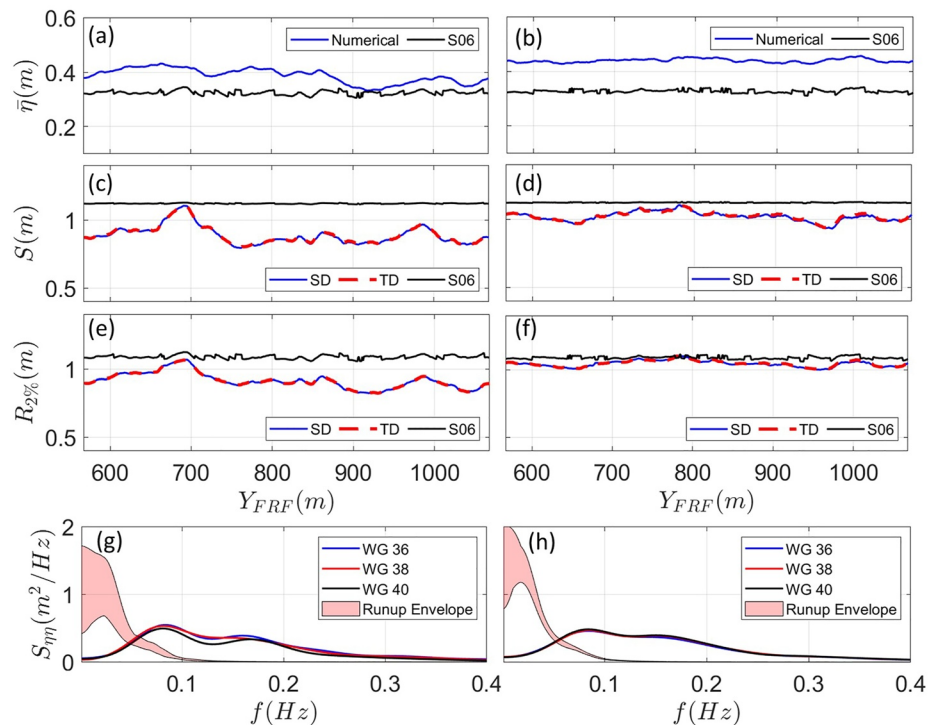 (a)
Numerical S06
0.6
0.4
0.2
η̄(m)
(b)
Numerical S06
(c)
1
0.5
S(m)
SD TD S06
(d)
SD TD S06
(e)
1
0.5
R2%(m)
SD TD S06
600 700 800 900 1000
YFRF(m)
(f)
SD TD S06
600 700 800 900 1000
YFRF(m)
(g)
2
1
0
Sηη(m²/Hz)
WG 36
WG 38
WG 40
Runup Envelope
0.1 0.2 0.3 0.4
f(Hz)
(h)
WG 36
WG 38
WG 40
Runup Envelope
0.1 0.2 0.3 0.4
f(Hz)